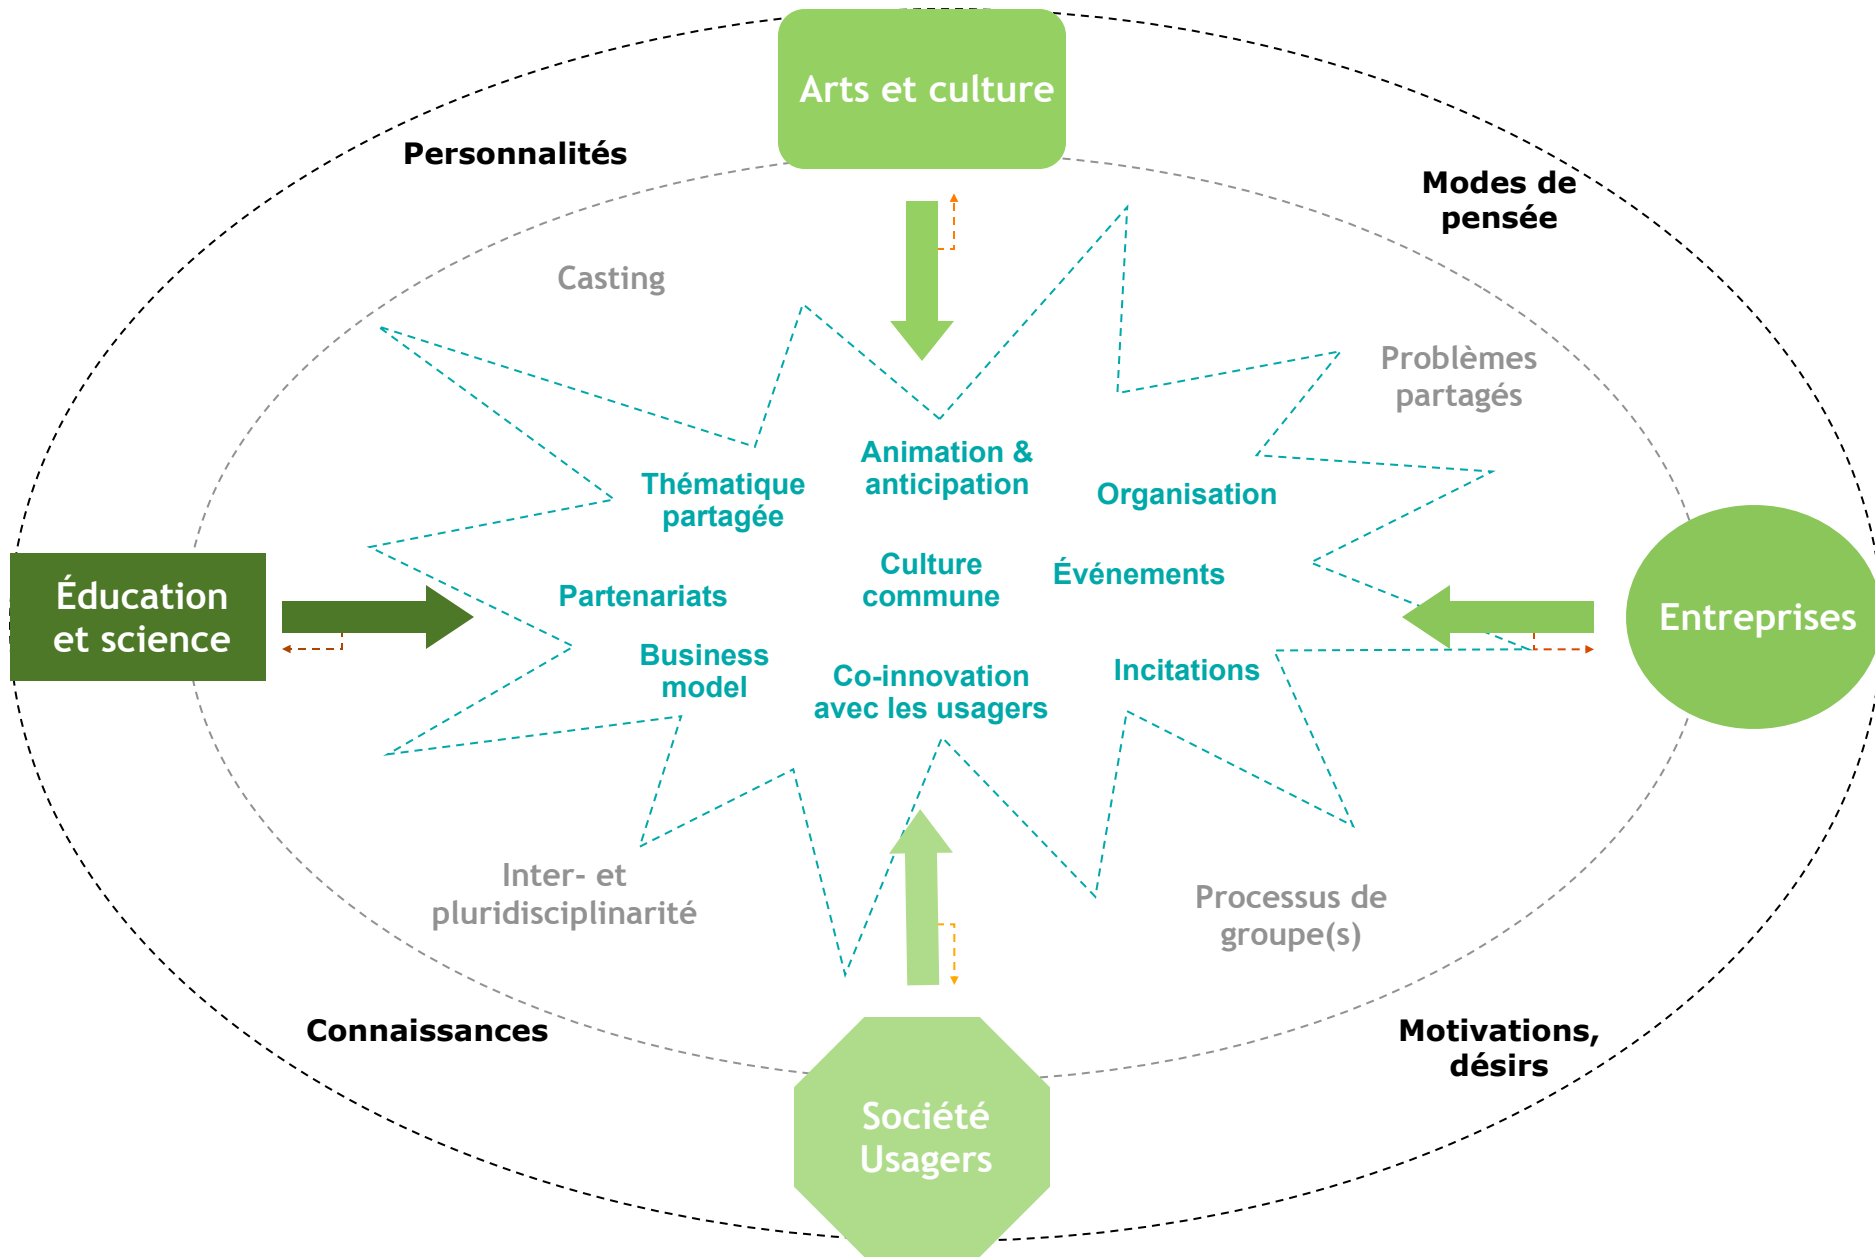 Arts et culture
Personnalités
Modes de
pensée
Casting
Problèmes
partagés
Animation &
anticipation
Thématique
partagée
Organisation
Culture
commune
Événements
Partenariats
Éducation
et science
Entreprises
Business
model
Co-innovation
avec les usagers
Incitations
Inter- et
pluridisciplinarité
Processus de
groupe(s)
Connaissances
Motivations,
désirs
Société
Usagers